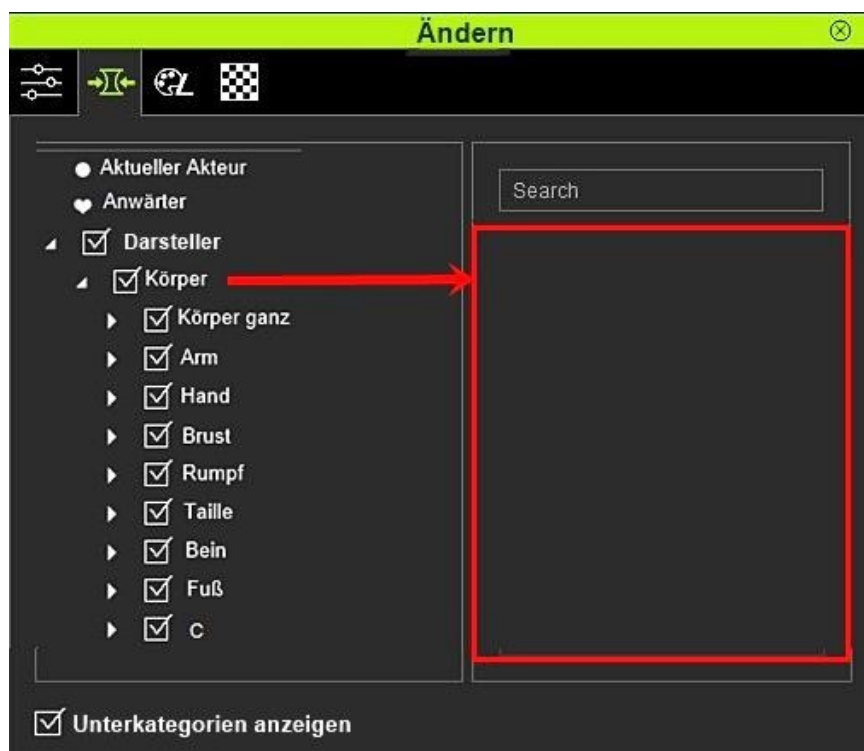 Ändern
Aktueller Akteur
Anwärter
Darsteller
Körper
Körper ganz
Arm
Hand
Brust
Rumpf
Taille
Bein
Fuß
C
Search
Unterkategorien anzeigen